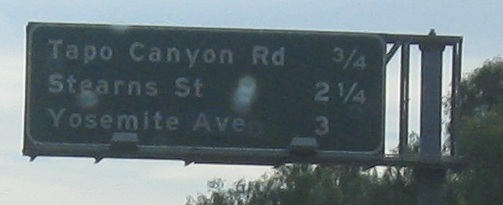 Tapo Canyon Rd 3/4
Stearns St 2 1/4
Yosemite Ave 3